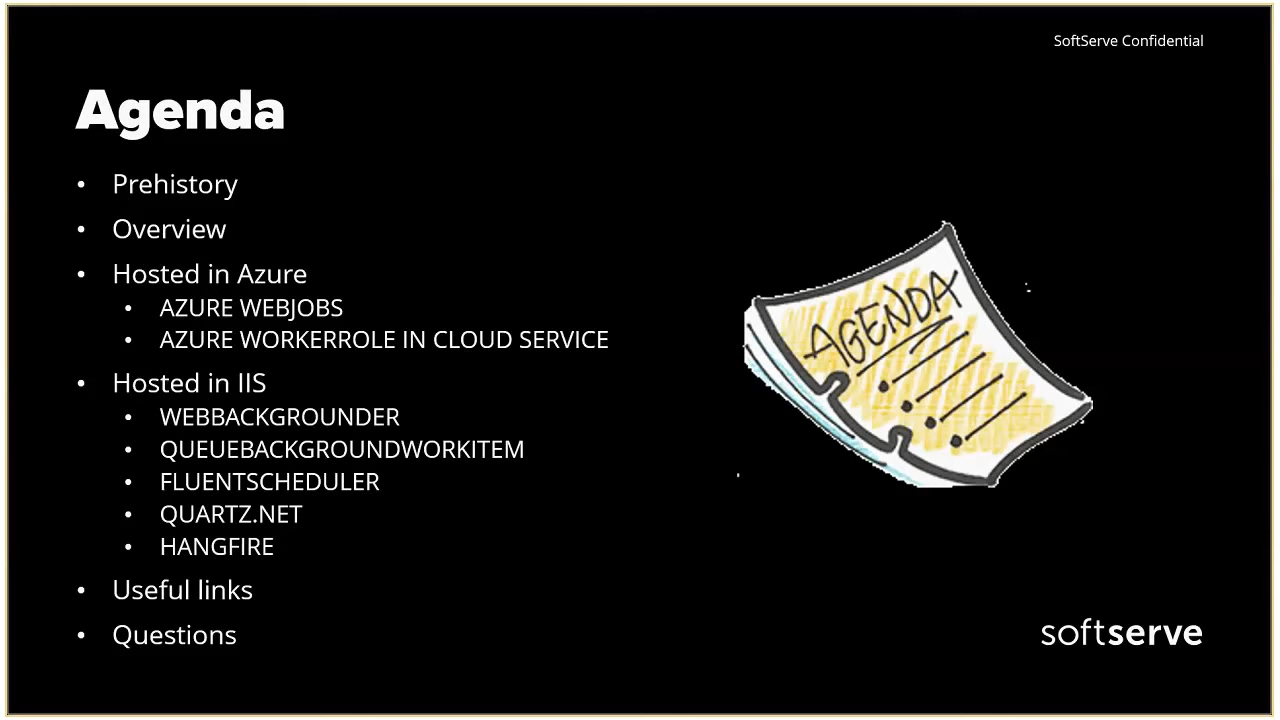 SoftServe Confidential
Agenda
• Prehistory
• Overview
• Hosted in Azure
• AZURE WEBJOBS
• AZURE WORKERROLE IN CLOUD SERVICE
• Hosted in IIS
• WEBBACKGROUNDER
• QUEUEBACKGROUNDWORKITEM
• FLUENTSCHEDULER
• QUARTZ.NET
• HANGFIRE
• Useful links
• Questions
AGENDA
softserve